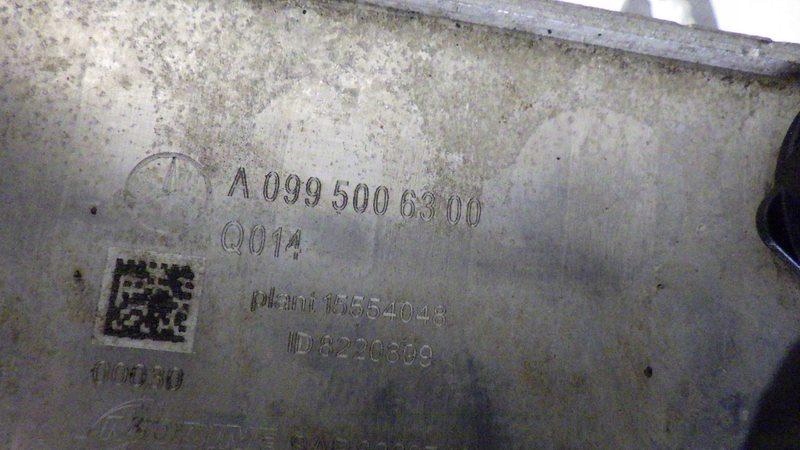 A 099 500 63 00
Q014
plant 15554048
ID 8220609
00030